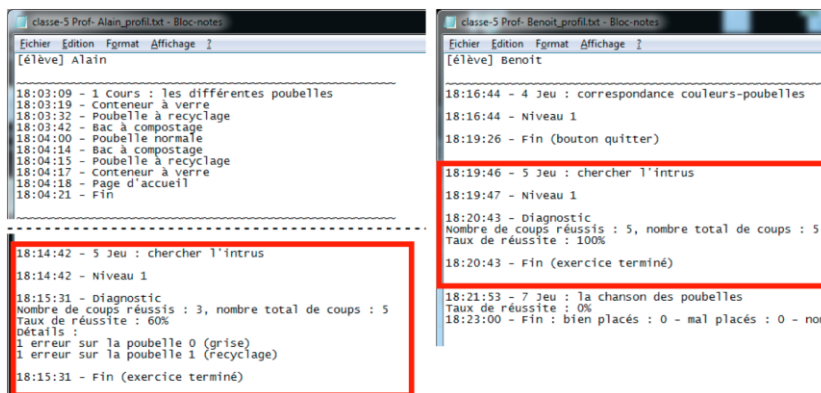 classe-5 Prof- Alain_profil.txt - Bloc-notes
Fichier Edition Format Affichage ?
[élève] Alain
~~~~~~~~~~~~~~~~~~~~~~~~~~~~~~~~~~~~~~~~~~~~~~~~~~~~~~
18:03:09 - 1 Cours : les différentes poubelles
18:03:19 - Conteneur à verre
18:03:32 - Poubelle à recyclage
18:03:42 - Bac à compostage
18:04:00 - Poubelle normale
18:04:14 - Bac à compostage
18:04:15 - Poubelle à recyclage
18:04:17 - Conteneur à verre
18:04:18 - Page d'accueil
18:04:21 - Fin
~~~~~~~~~~~~~~~~~~~~~~~~~~~~~~~~~~~~~~~~~~~~~~~~~~~~~~
18:14:42 - 5 Jeu : chercher l'intrus
18:14:42 - Niveau 1
18:15:31 - Diagnostic
Nombre de coups réussis : 3, nombre total de coups : 5
Taux de réussite : 60%
Détails :
1 erreur sur la poubelle 0 (grise)
1 erreur sur la poubelle 1 (recyclage)
18:15:31 - Fin (exercice terminé)
classe-5 Prof- Benoit_profil.txt - Bloc-notes
Fichier Edition Format Affichage ?
[élève] Benoit
~~~~~~~~~~~~~~~~~~~~~~~~~~~~~~~~~~~~~~~~~~~~~~~~~~~~~~
18:16:44 - 4 Jeu : correspondance couleurs-poubelles
18:16:44 - Niveau 1
18:19:26 - Fin (bouton quitter)
18:19:46 - 5 Jeu : chercher l'intrus
18:19:47 - Niveau 1
18:20:43 - Diagnostic
Nombre de coups réussis : 5, nombre total de coups : 5
Taux de réussite : 100%
18:20:43 - Fin (exercice terminé)
18:21:53 - 7 Jeu : la chanson des poubelles
Taux de réussite : 0%
18:23:00 - Fin : bien placés : 0 - mal placés : 0 -